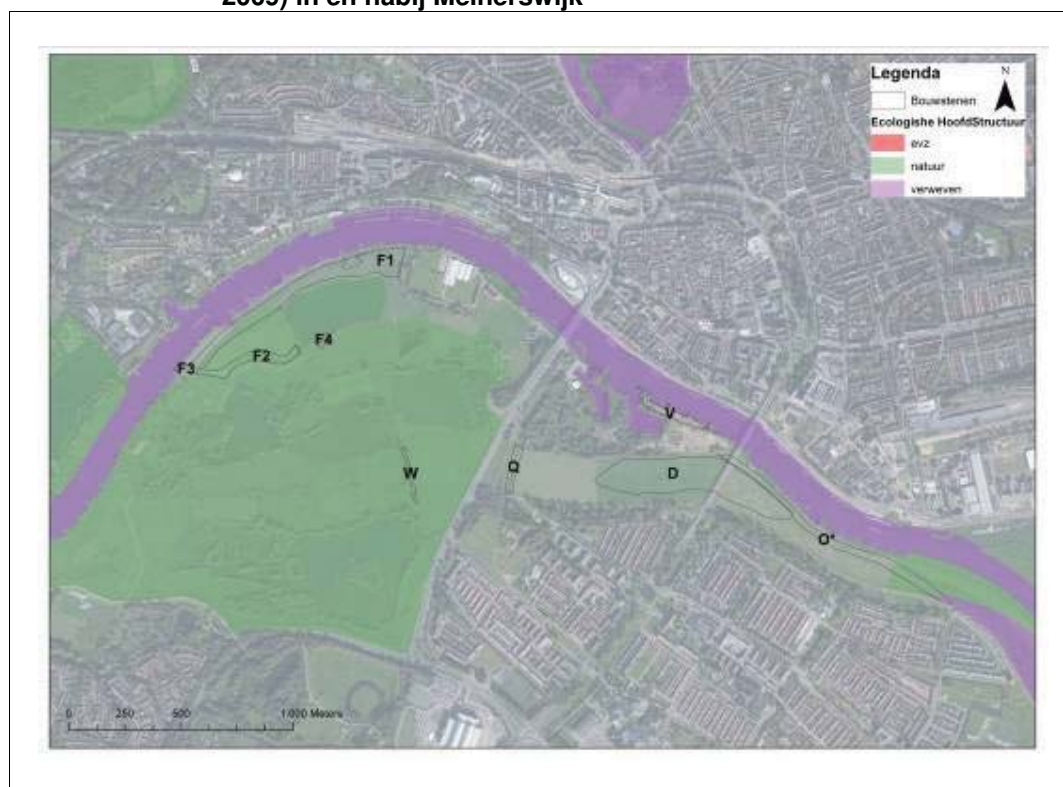 2009) in en nabij Meinerswijk
Legenda
N
Bouwstenen
Ecologishe HoofdStructuur
evz
natuur
verweven
F1
F4
F2
F3
V
W
Q
D
O*
0 250 500 1.000 Meters